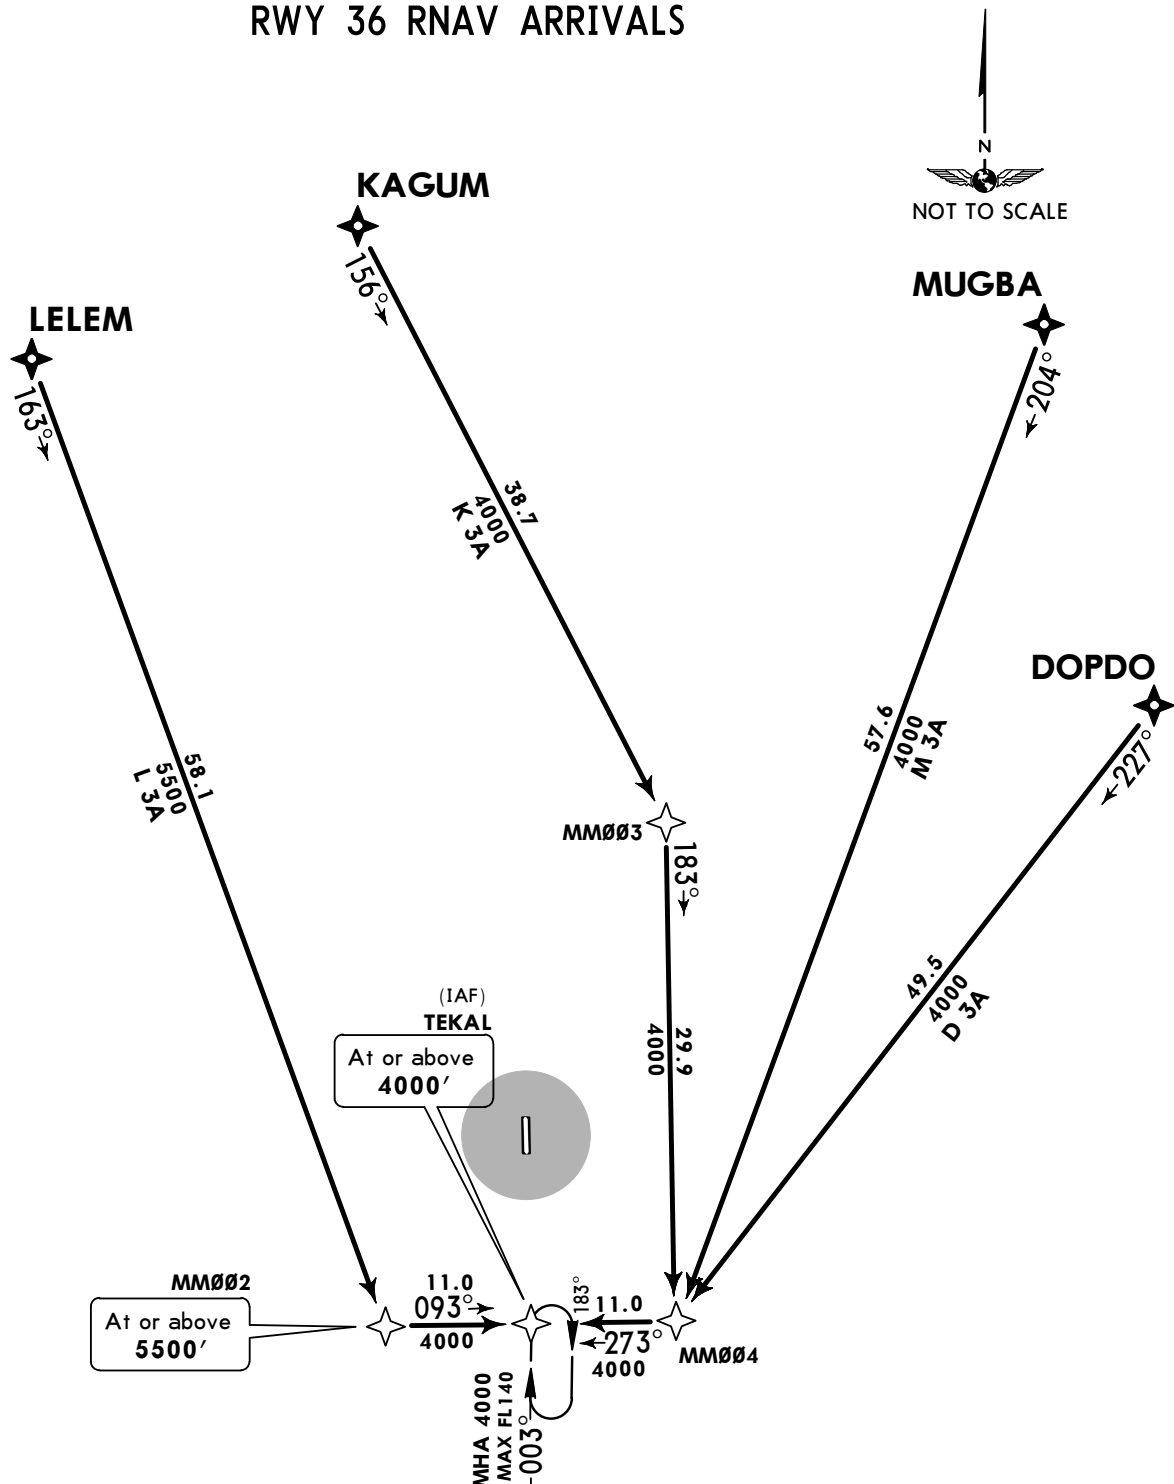 RWY 36 RNAV ARRIVALS
N
NOT TO SCALE
KAGUM
156°
LELEM
163°
MUGBA
204°
38.7
4000
K 3A
DOPDO
227°
57.6
4000
M 3A
58.1
5500
L 3A
MMØØ3
183°
49.5
4000
D 3A
(IAF)
TEKAL
At or above
4000′
29.9
4000
MMØØ2
At or above
5500′
11.0
093°
4000
183°
11.0
273°
4000
MMØØ4
MHA 4000
MAX FL140
003°